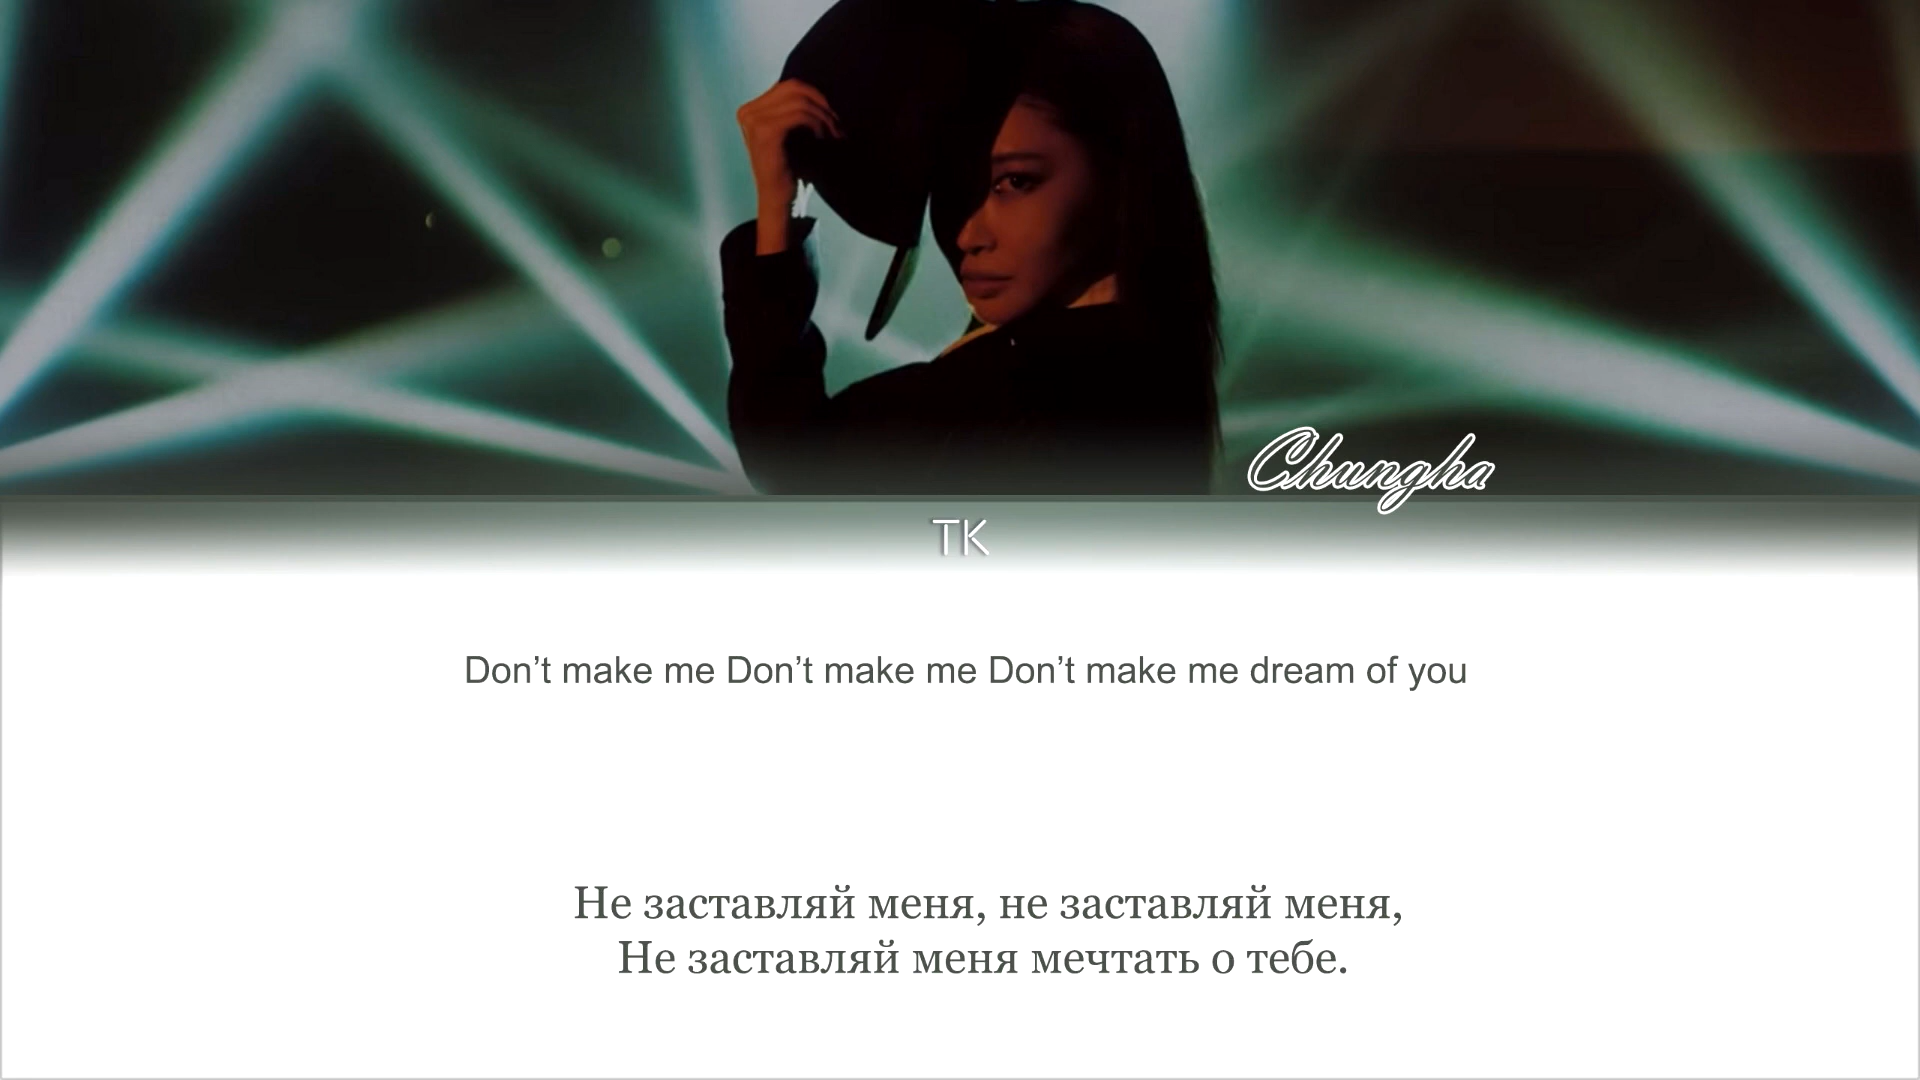 Chungha
TK
Don’t make me Don’t make me Don’t make me dream of you
Не заставляй меня, не заставляй меня,
Не заставляй меня мечтать о тебе.